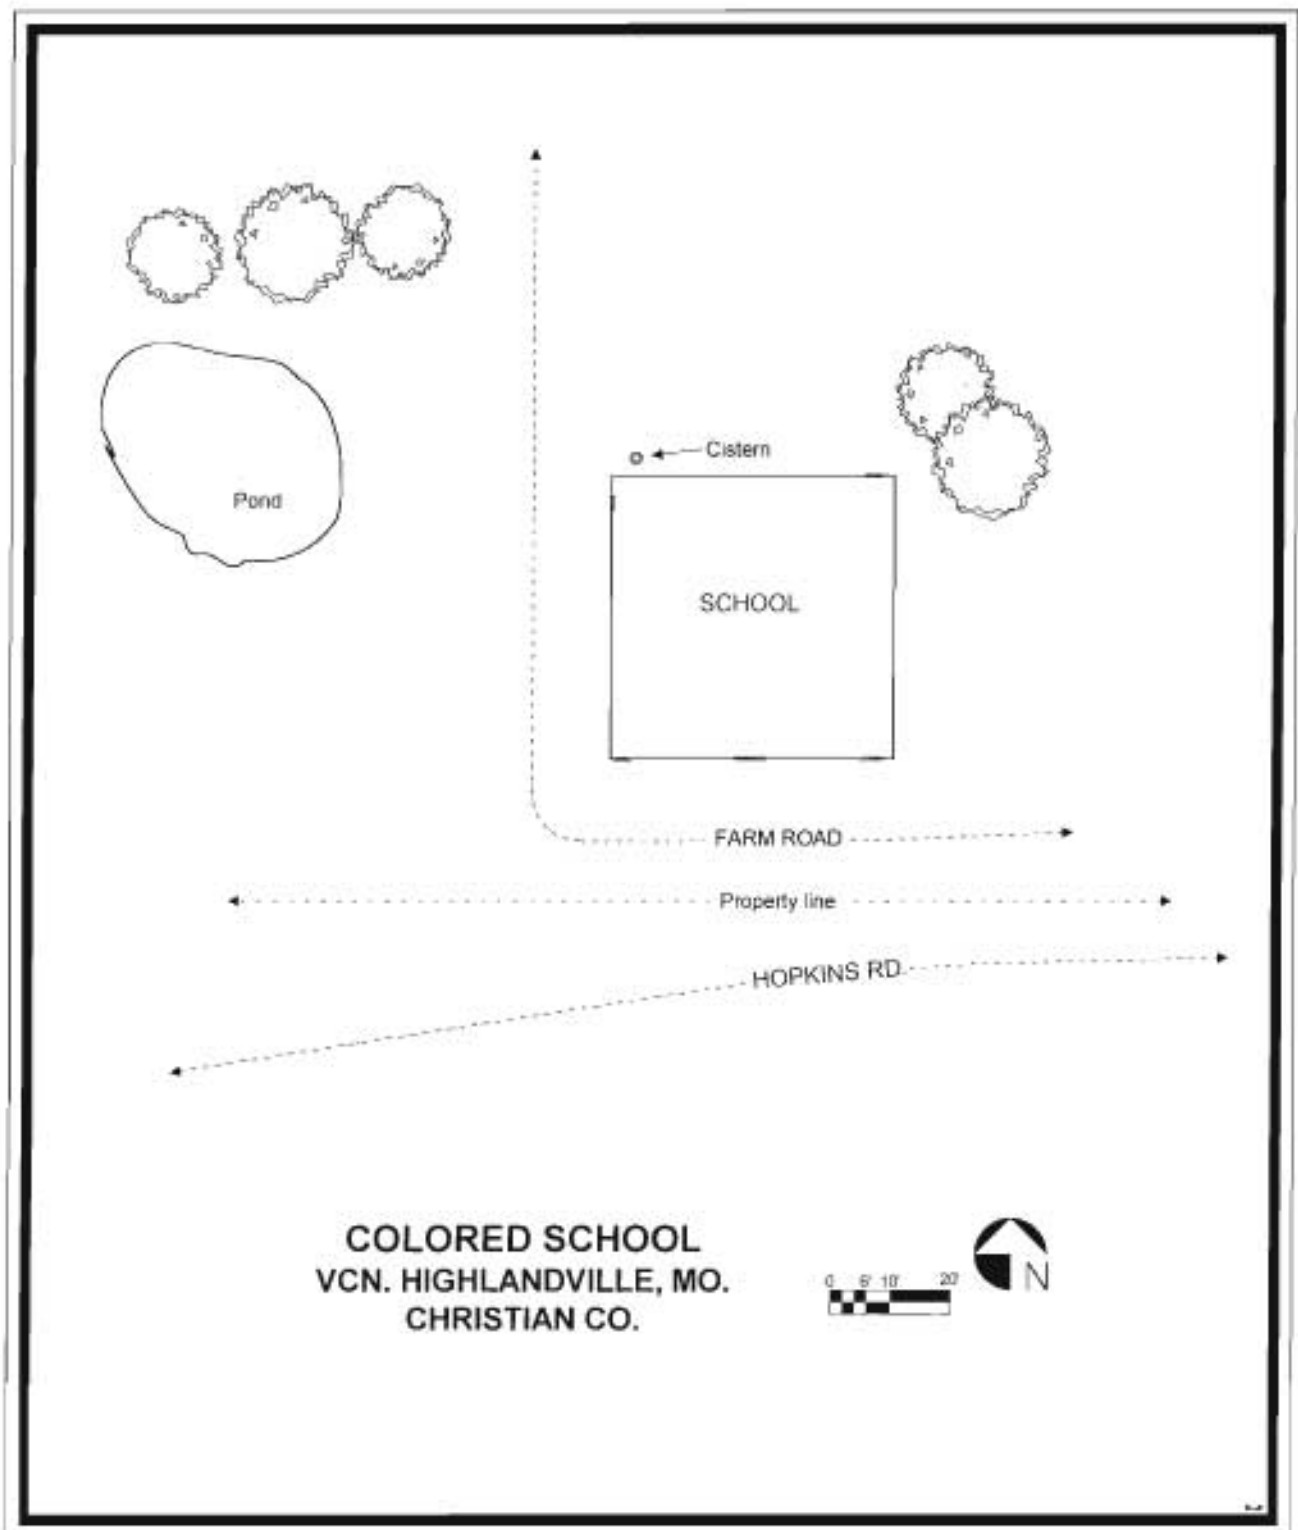 Cistern
Pond
SCHOOL
FARM ROAD
Property line
HOPKINS RD
COLORED SCHOOL
VCN. HIGHLANDVILLE, MO.
CHRISTIAN CO.
0 6' 10' 20'
N